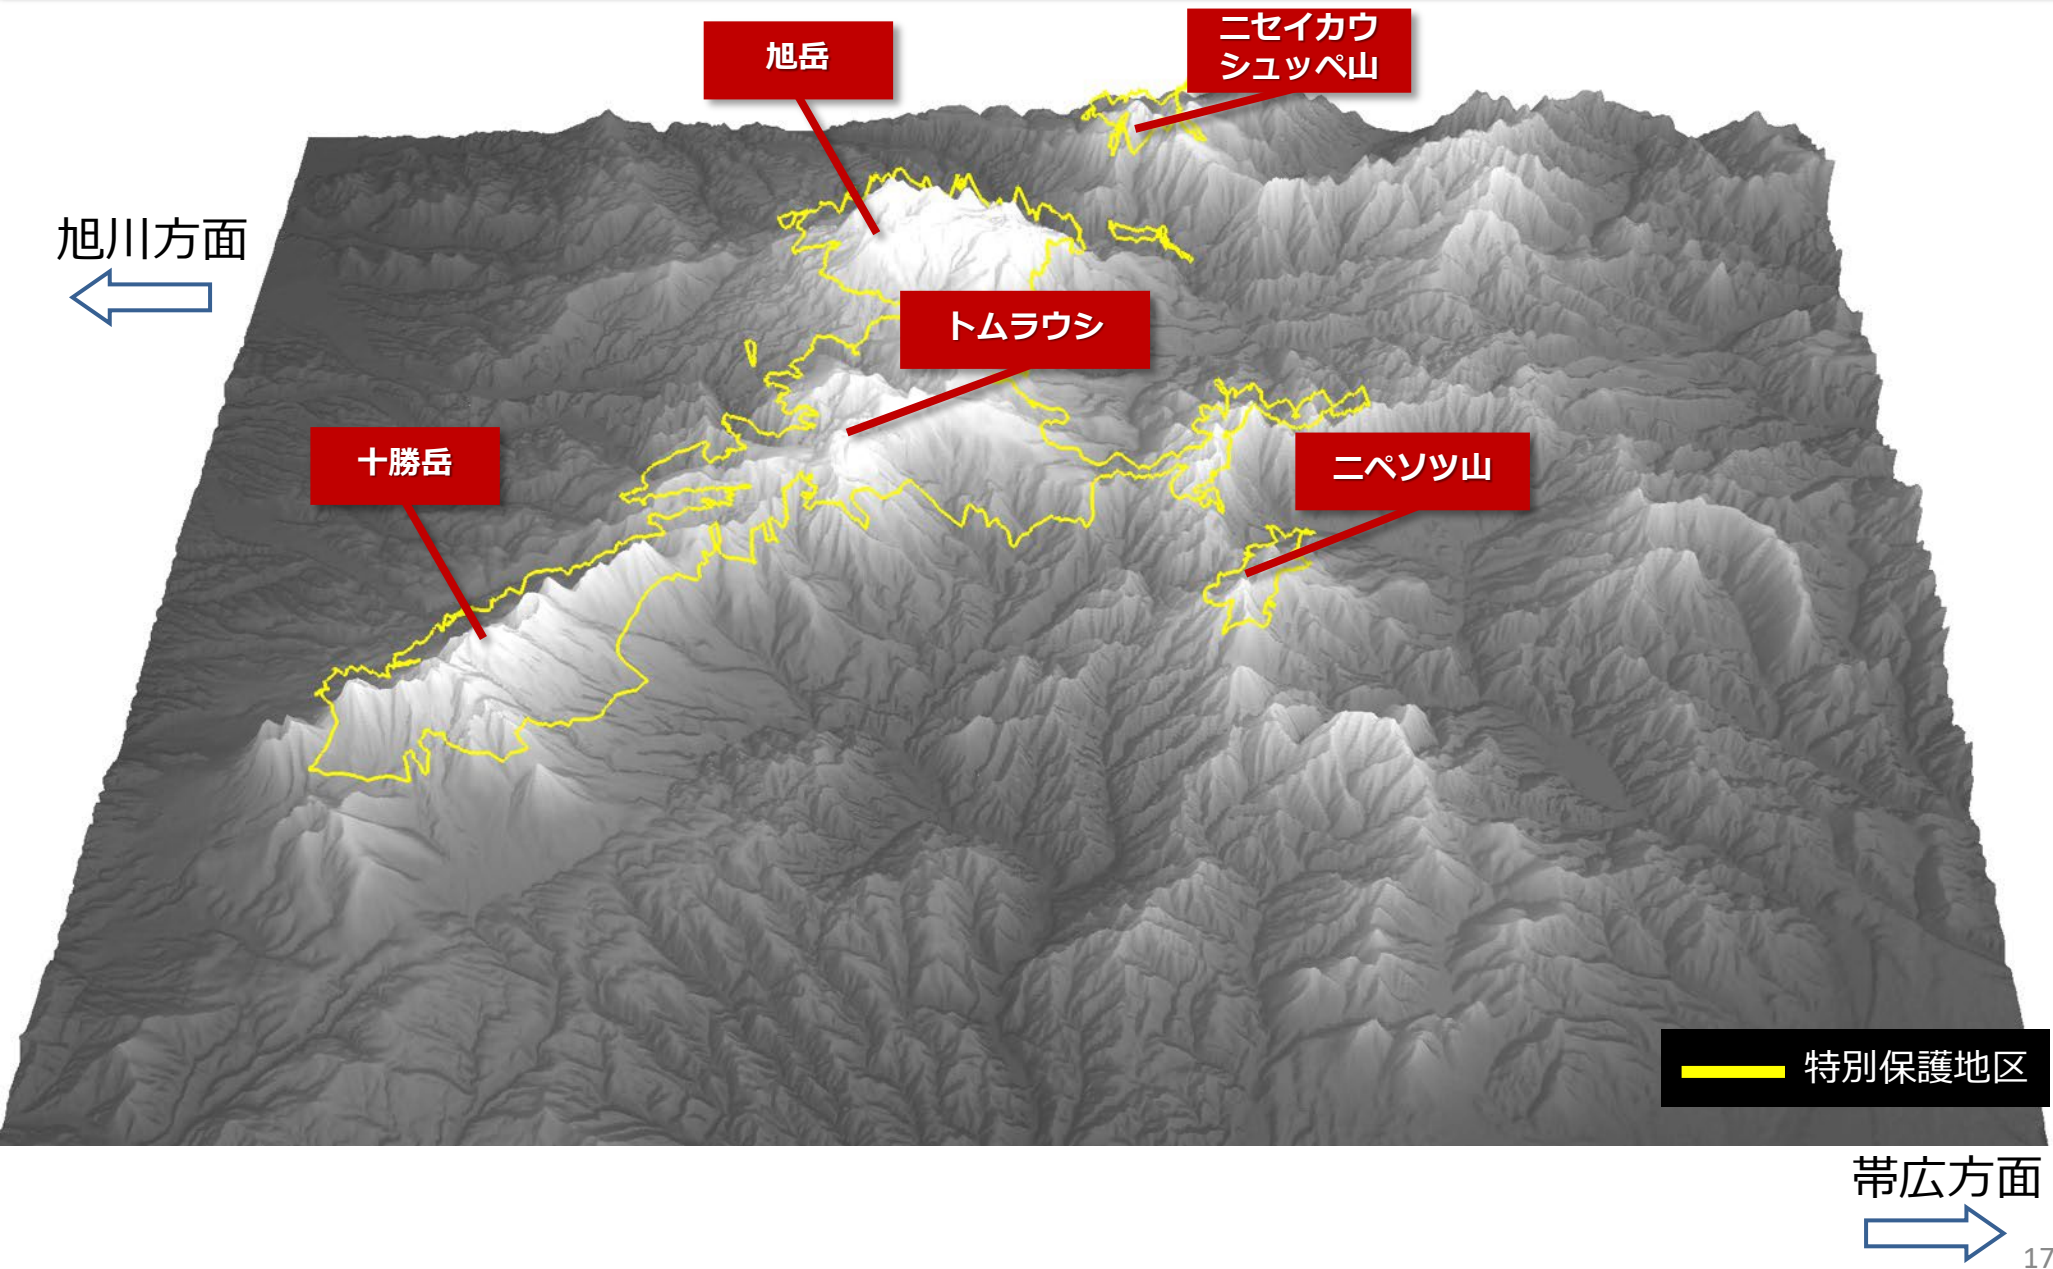 ニセイカウ
シュッペ山
旭岳
旭川方面
トムラウシ
十勝岳
ニペソツ山
特別保護地区
帯広方面
17